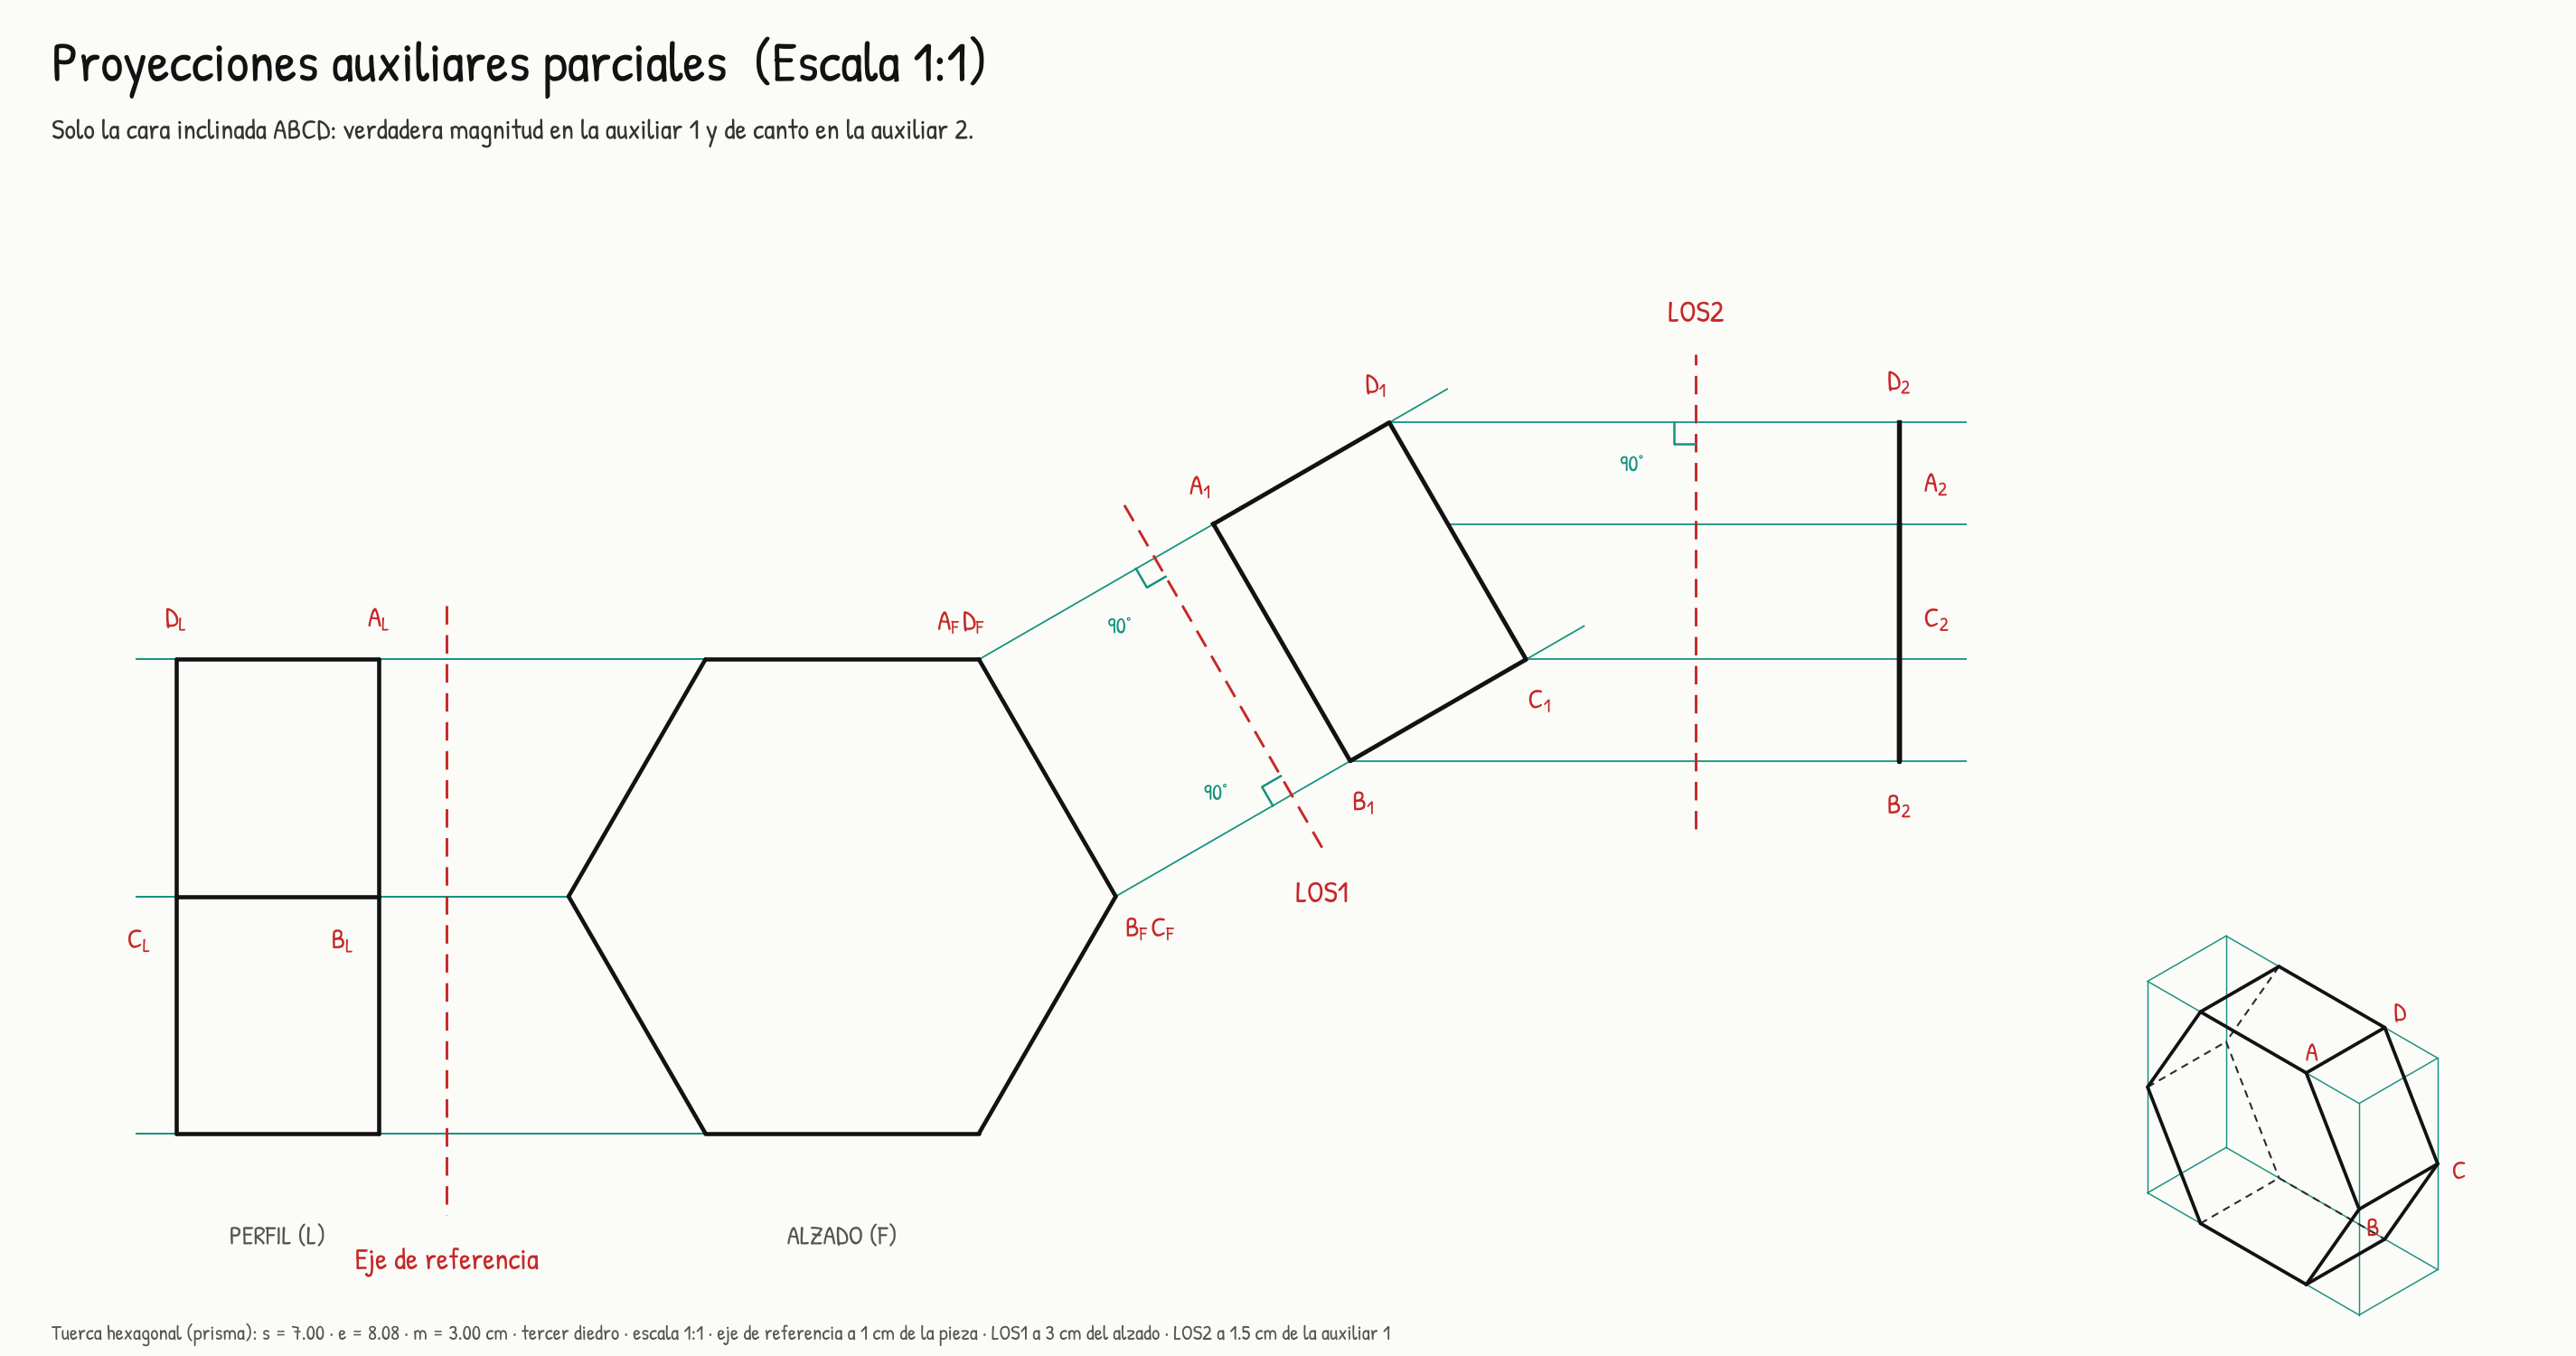 Proyecciones auxiliares parciales (Escala 1:1)
Solo la cara inclinada ABCD: verdadera magnitud en la auxiliar 1 y de canto en la auxiliar 2.
LOS2
D1
D2
90°
A1
A2
DL
AL
AFDF
90°
C2
C1
90°
B1
B2
LOS1
CL
BL
BFCF
D
A
C
B
PERFIL (L)
ALZADO (F)
Eje de referencia
Tuerca hexagonal (prisma): s = 7.00 · e = 8.08 · m = 3.00 cm · tercer diedro · escala 1:1 · eje de referencia a 1 cm de la pieza · LOS1 a 3 cm del alzado · LOS2 a 1.5 cm de la auxiliar 1